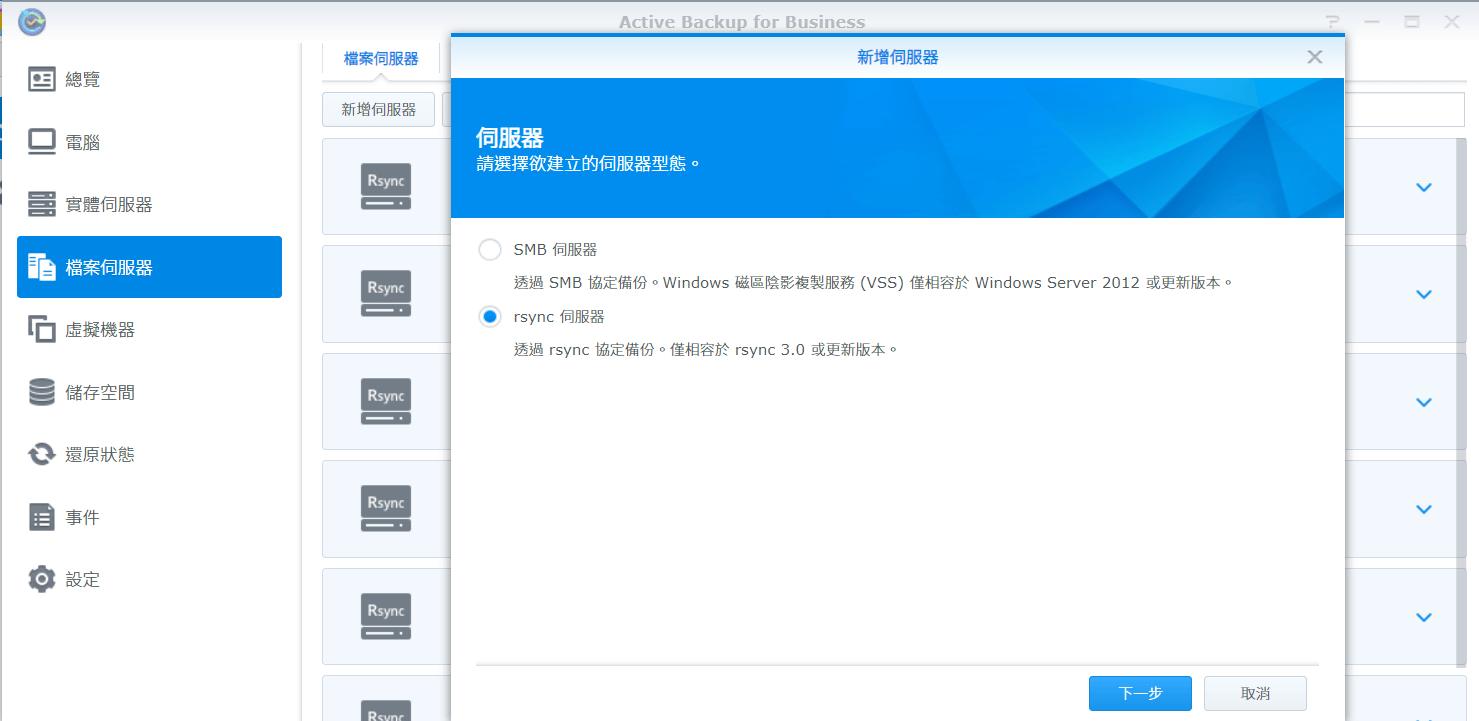 Active Backup for Business
總覽
電腦
實體伺服器
檔案伺服器
虛擬機器
儲存空間
還原狀態
事件
設定
檔案伺服器
新增伺服器
Rsync
Rsync
Rsync
Rsync
Rsync
Rsync
新增伺服器
伺服器
請選擇欲建立的伺服器型態。
SMB 伺服器
透過 SMB 協定備份。Windows 磁區陰影複製服務 (VSS) 僅相容於 Windows Server 2012 或更新版本。
rsync 伺服器
透過 rsync 協定備份。僅相容於 rsync 3.0 或更新版本。
下一步
取消